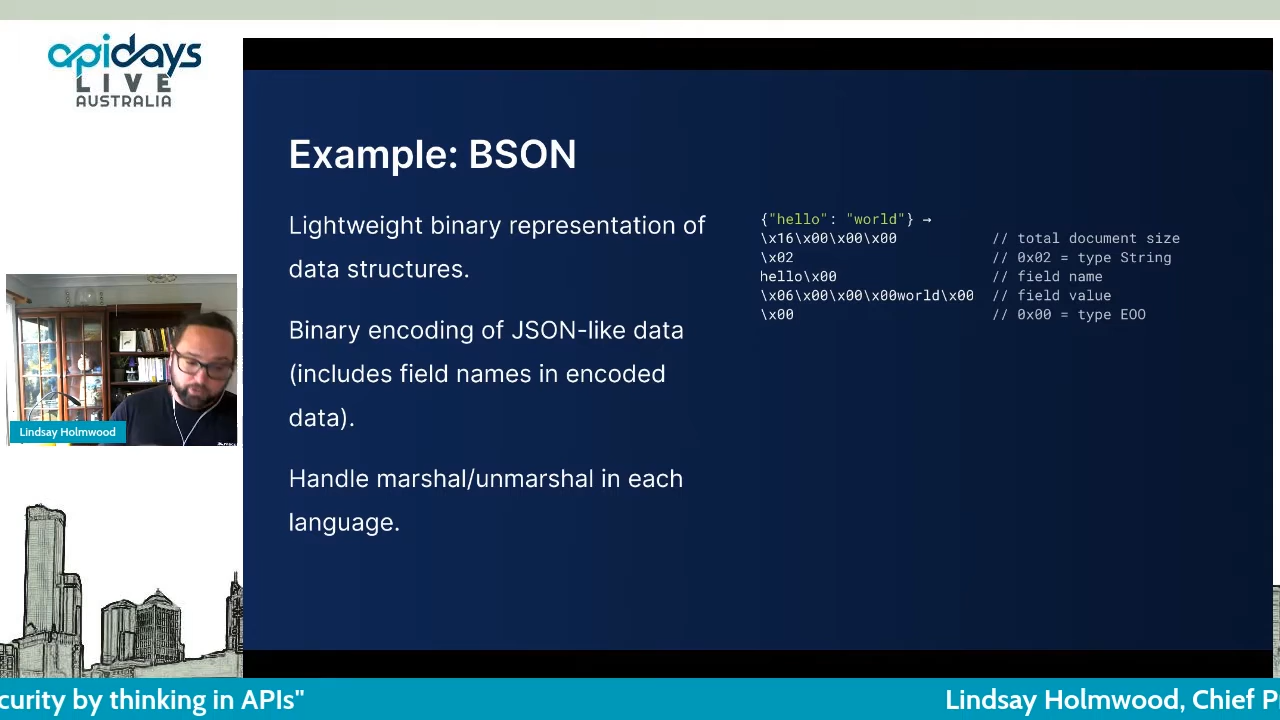 apidays
LIVE
AUSTRALIA
Example: BSON
Lightweight binary representation of
data structures.
Binary encoding of JSON-like data
(includes field names in encoded
data).
Handle marshal/unmarshal in each
language.
{"hello": "world"} →
\x16\x00\x00\x00 // total document size
\x02 // 0x02 = type String
hello\x00 // field name
\x06\x00\x00\x00world\x00 // field value
\x00 // 0x00 = type EOO
Lindsay Holmwood
curity by thinking in APIs"
Lindsay Holmwood, Chief P